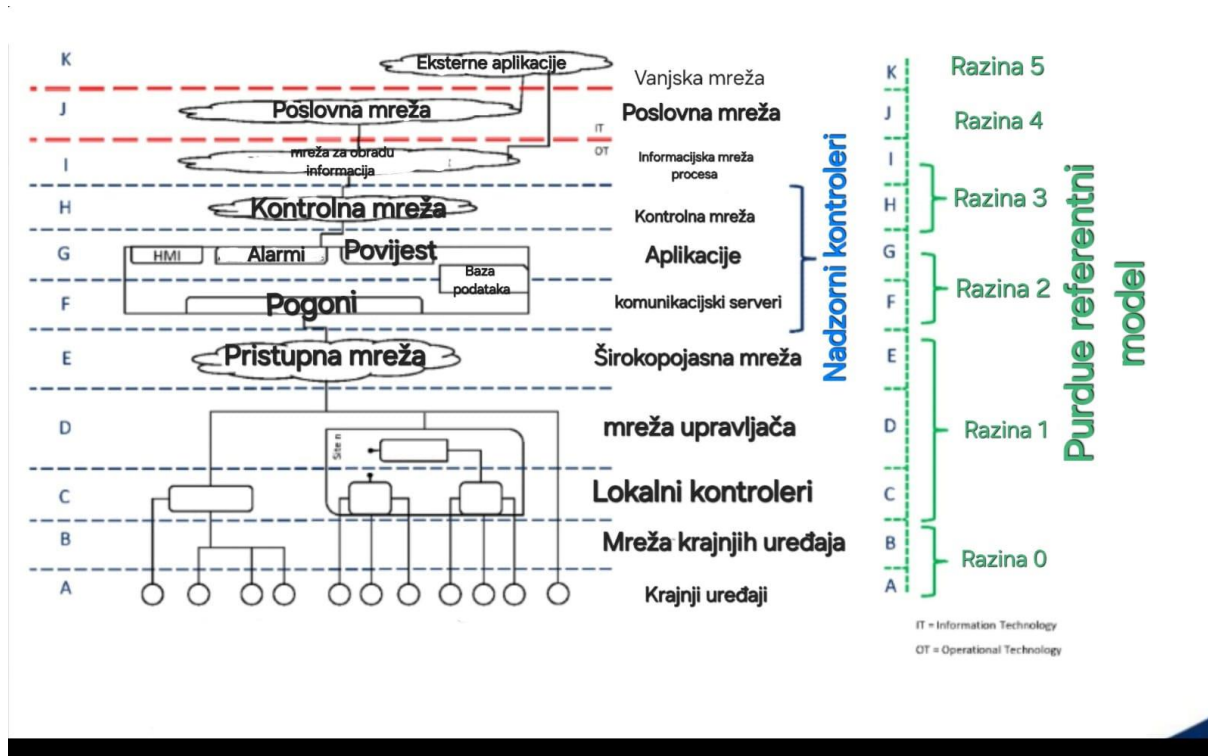 K
Eksterne aplikacije
Vanjska mreža
K
Razina 5
J
Poslovna mreža
Poslovna mreža
J
Razina 4
IT
OT
I
mreža za obradu
informacija
Informacijska mreža
procesa
I
H
Kontrolna mreža
Kontrolna mreža
H
Razina 3
G
HMI
Alarmi
Povijest
Aplikacije
G
Baza
podataka
F
Pogoni
komunikacijski serveri
F
Razina 2
Nadzorni kontroleri
E
Pristupna mreža
Širokopojasna mreža
E
D
Site n
mreža upravljača
D
Razina 1
C
Lokalni kontroleri
C
B
Mreža krajnjih uređaja
B
Razina 0
A
Krajnji uređaji
A
Purdue referentni
model
IT = Information Technology
OT = Operational Technology